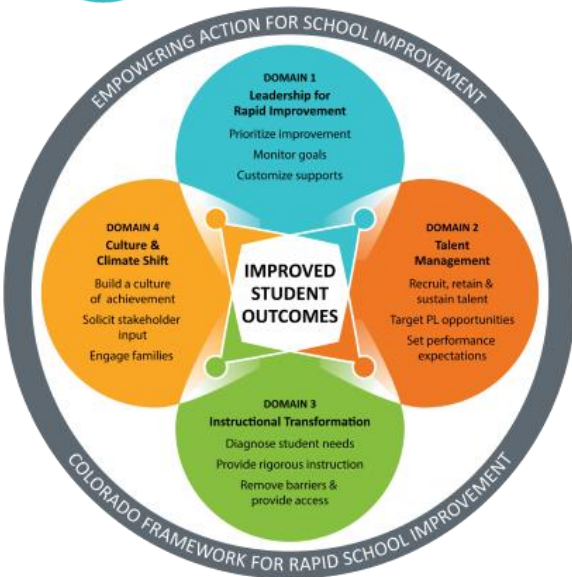 EMPOWERING ACTION FOR SCHOOL IMPROVEMENT
DOMAIN 1
Leadership for
Rapid Improvement
Prioritize improvement
Monitor goals
Customize supports
DOMAIN 4
Culture &
Climate Shift
Build a culture
of achievement
Solicit stakeholder
input
Engage families
IMPROVED
STUDENT
OUTCOMES
DOMAIN 2
Talent
Management
Recruit, retain &
sustain talent
Target PL opportunities
Set performance
expectations
DOMAIN 3
Instructional Transformation
Diagnose student needs
Provide rigorous instruction
Remove barriers &
provide access
COLORADO FRAMEWORK FOR RAPID SCHOOL IMPROVEMENT